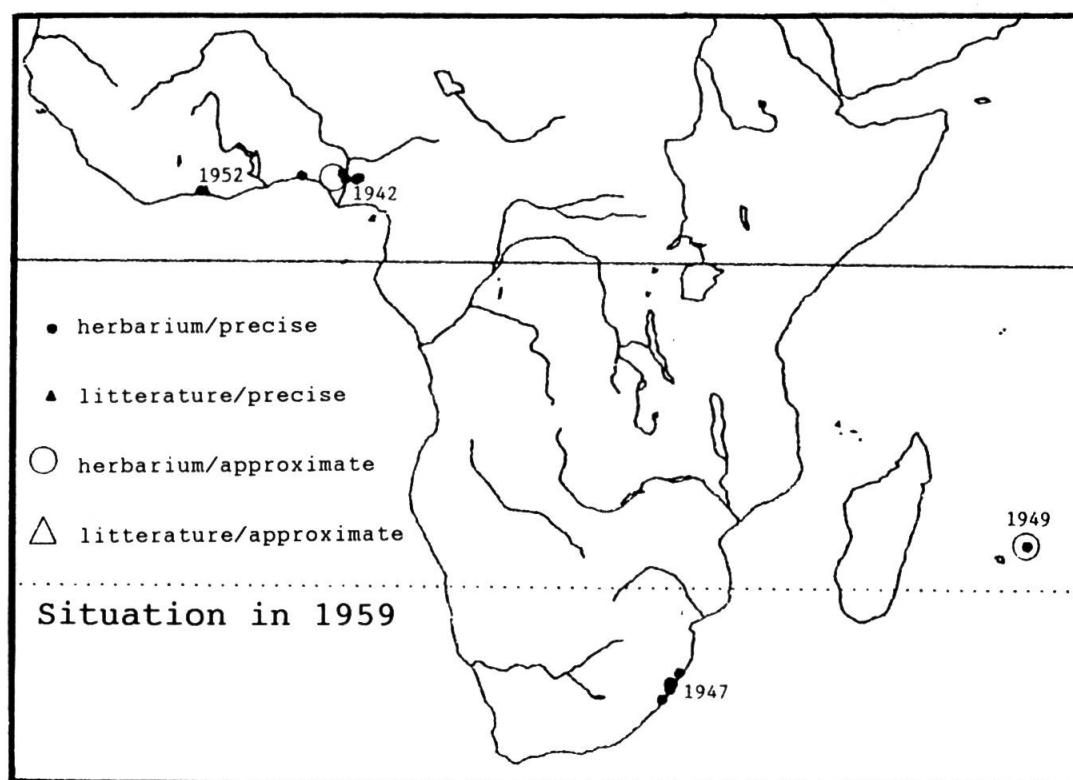 1952
1942
herbarium/precise
litterature/precise
herbarium/approximate
litterature/approximate
1949
Situation in 1959
1947